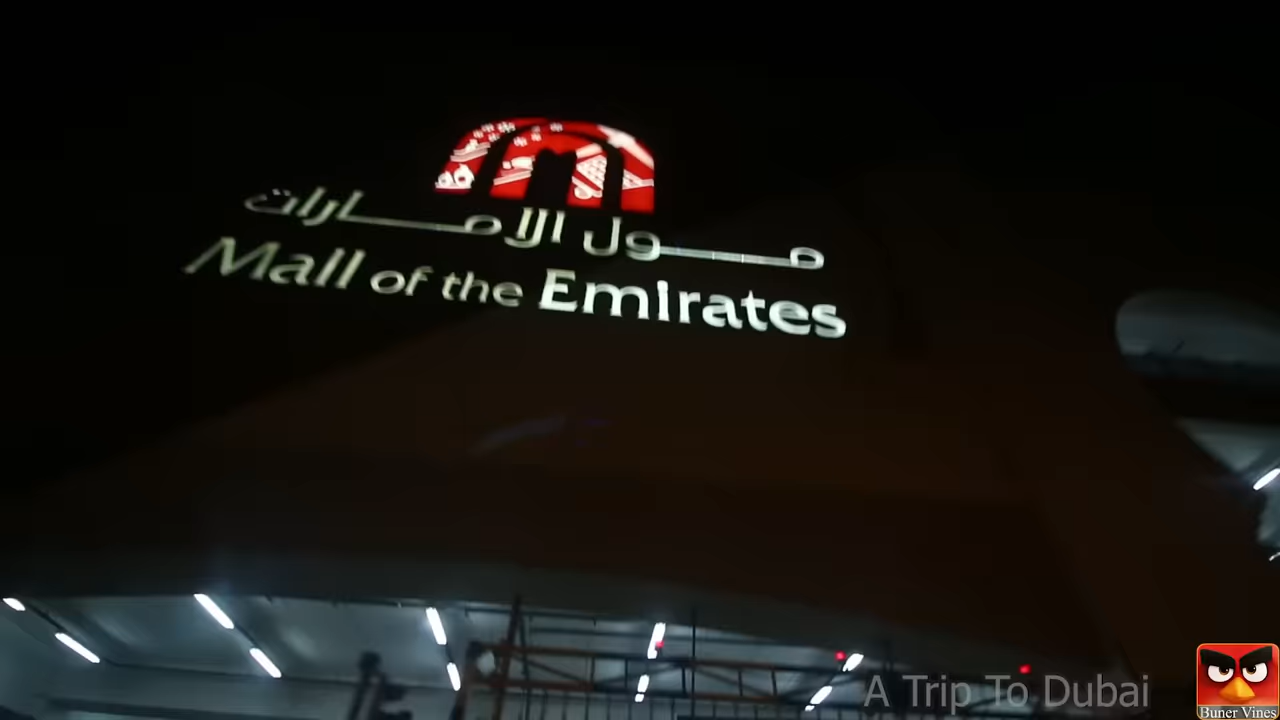 مول الإمارات
Mall of the Emirates
A Trip To Dubai
Buner Vines